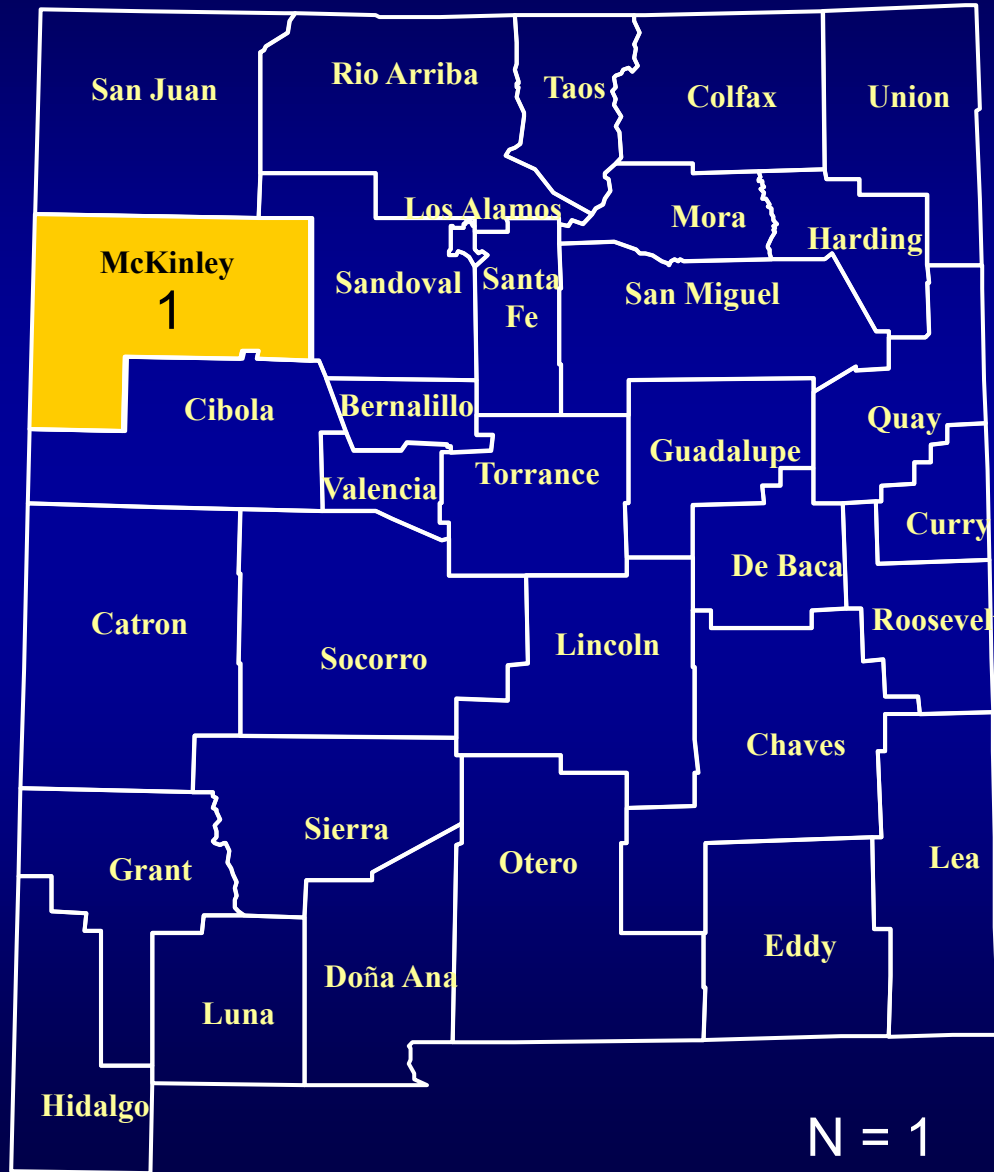 San Juan
Rio Arriba
Taos
Colfax
Union
Los Alamos
Mora
Harding
McKinley
1
Sandoval
Santa
Fe
San Miguel
Cibola
Bernalillo
Quay
Guadalupe
Torrance
Valencia
Curry
De Baca
Catron
Roosevel
Socorro
Lincoln
Chaves
Sierra
Otero
Lea
Grant
Eddy
Doña Ana
Luna
Hidalgo
N = 1